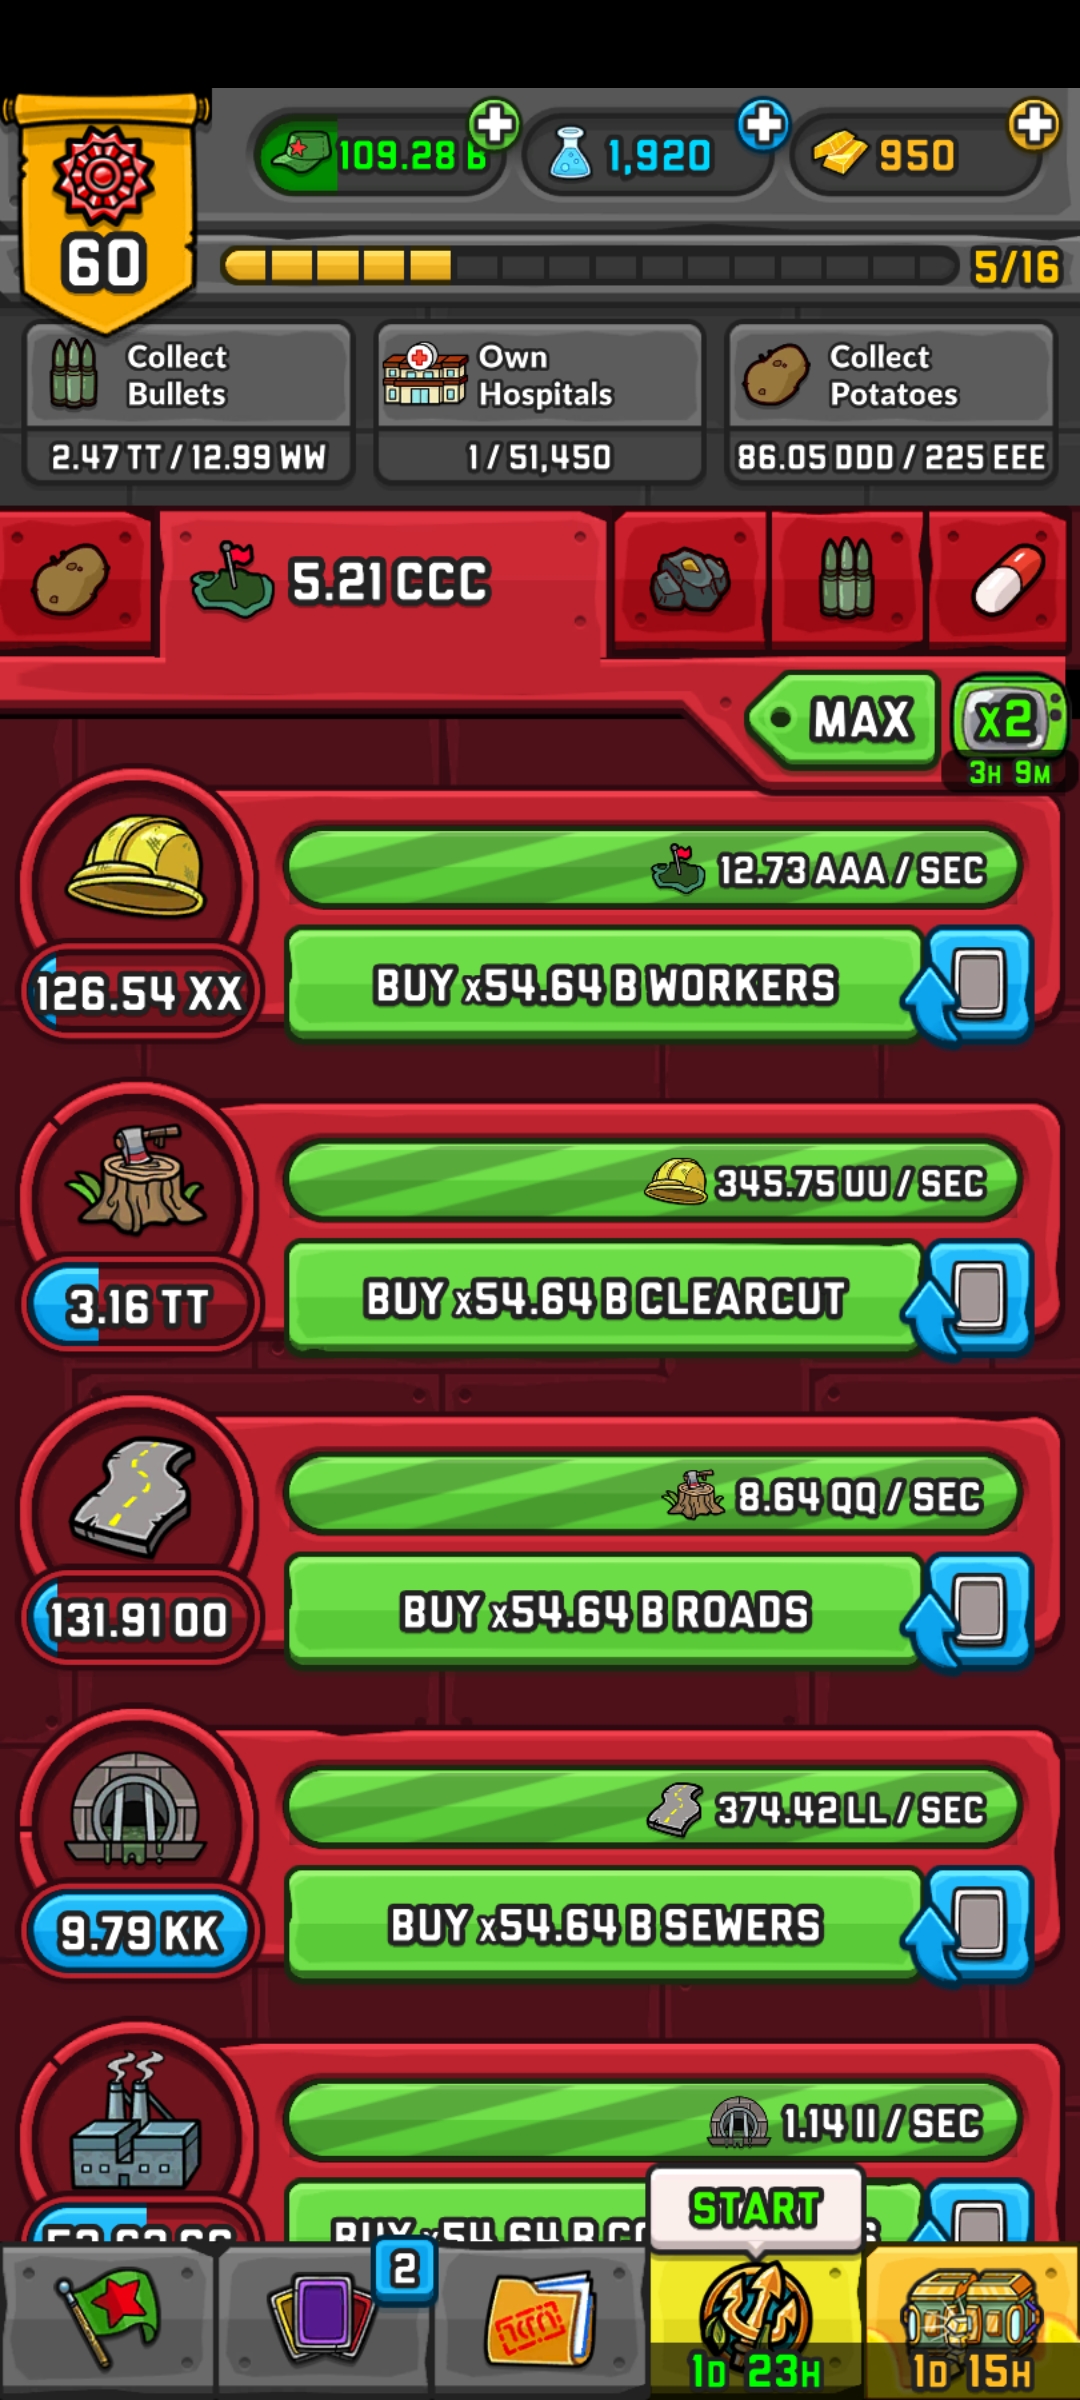 109.28 B
1,920
950
60
5/16
Collect
Bullets
2.47 TT / 12.99 WW
Own
Hospitals
1 / 51,450
Collect
Potatoes
86.05 DDD / 225 EEE
5.21 CCC
MAX
x2
3H 9M
12.73 AAA / SEC
126.54 XX
BUY x54.64 B WORKERS
345.75 UU / SEC
3.16 TT
BUY x54.64 B CLEARCUT
8.64 QQ / SEC
131.91 OO
BUY x54.64 B ROADS
374.42 LL / SEC
9.79 KK
BUY x54.64 B SEWERS
1.14 II / SEC
BUY x54.64 B
START
2
1D 23H
1D 15H